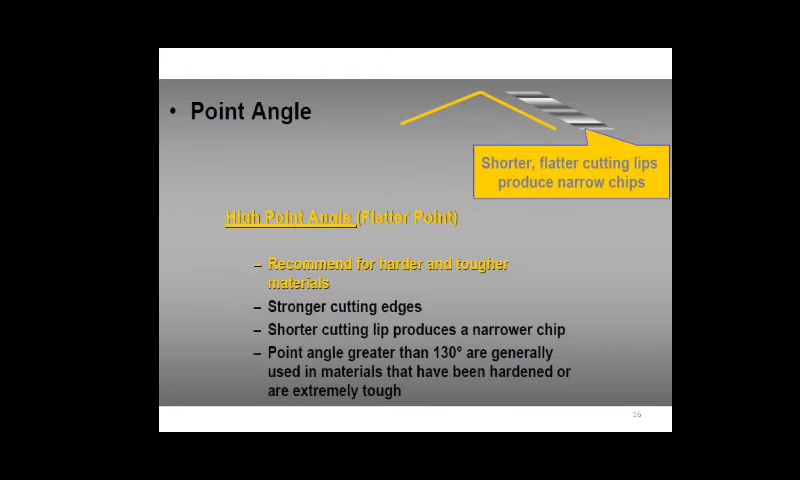 • Point Angle
Shorter, flatter cutting lips
produce narrow chips
High Point Angle (Flatter Point)
– Recommend for harder and tougher
materials
– Stronger cutting edges
– Shorter cutting lip produces a narrower chip
– Point angle greater than 130° are generally
used in materials that have been hardened or
are extremely tough
16